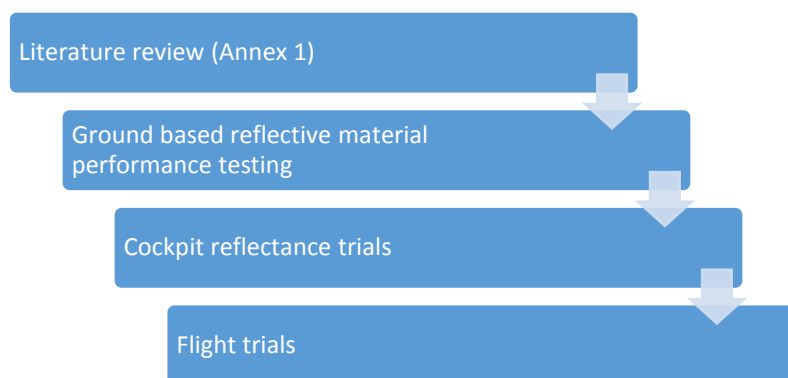 Literature review (Annex 1)
Ground based reflective material
performance testing
Cockpit reflectance trials
Flight trials